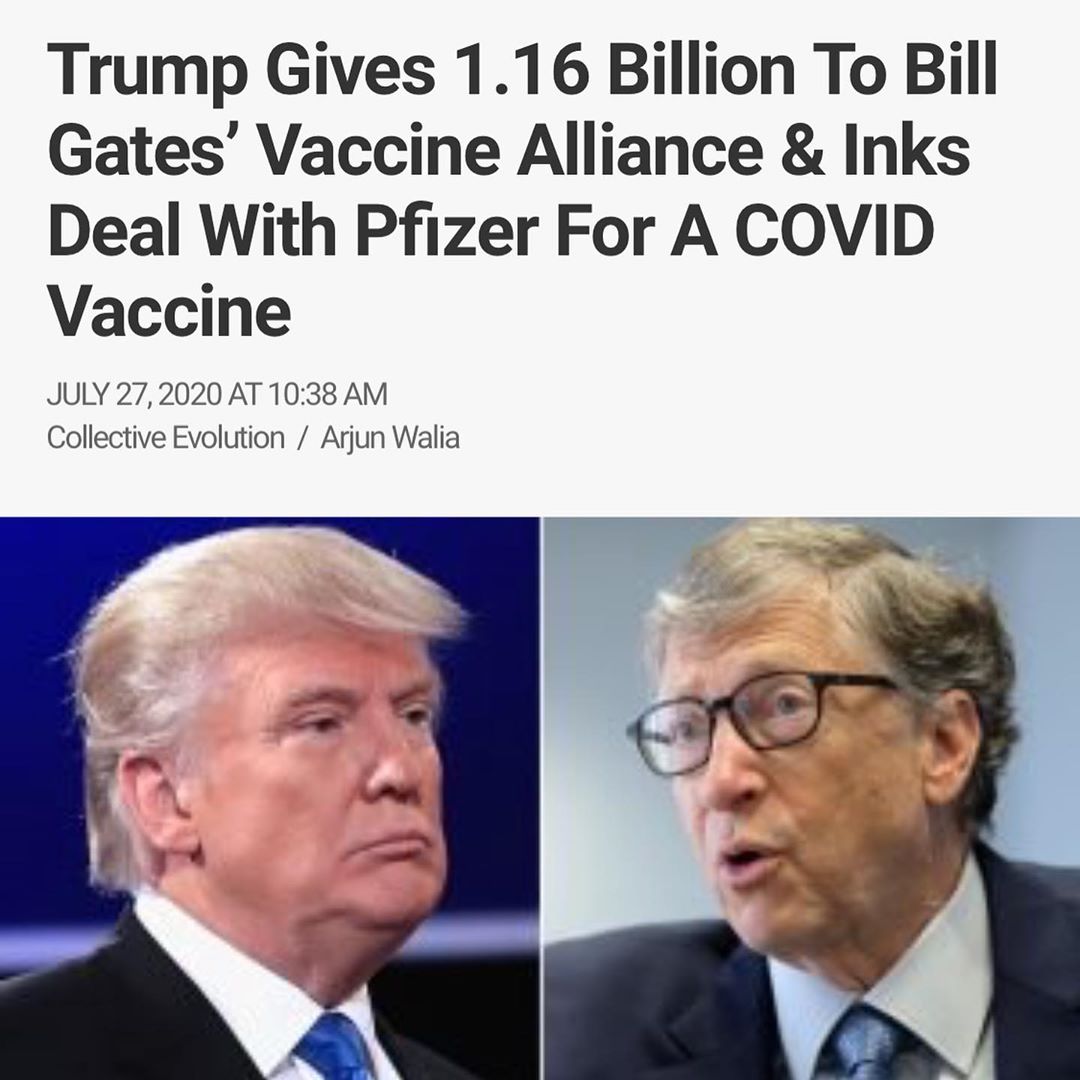 Trump Gives 1.16 Billion To Bill
Gates’ Vaccine Alliance & Inks
Deal With Pfizer For A COVID
Vaccine
JULY 27, 2020 AT 10:38 AM
Collective Evolution / Arjun Walia